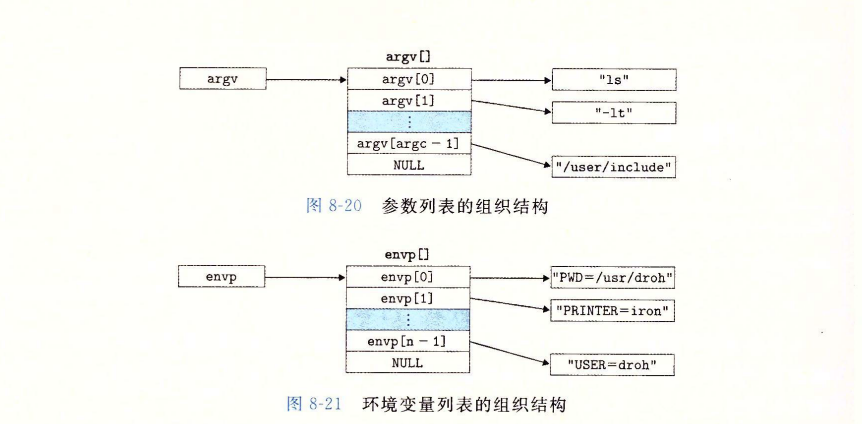 argv[]
argv
argv[0]
"ls"
argv[1]
"-lt"
⋮
argv[argc－1]
"/user/include"
NULL
图 8-20 参数列表的组织结构
envp[]
envp
envp[0]
"PWD=/usr/droh"
envp[1]
"PRINTER=iron"
⋮
envp[n－1]
"USER=droh"
NULL
图 8-21 环境变量列表的组织结构